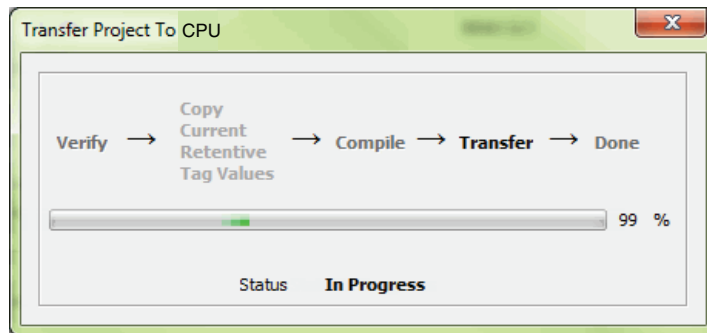 Transfer Project To CPU
Copy
Current
Retentive
Tag Values
Verify → → Compile → Transfer → Done
99 %
Status In Progress